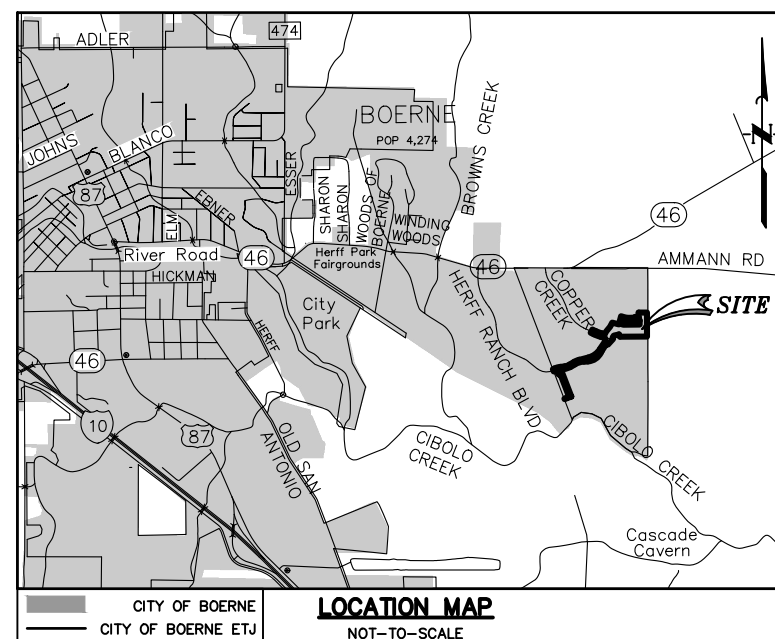 474
ADLER
BOERNE
POP 4,274
BROWNS CREEK
JOHNS
BLANCO
87
ESSER
SHARON
SHARON
WOODS OF
BOERNE
WINDING
WOODS
EBNER
ELM
N
46
River Road
46
Herff Park
Fairgrounds
46
AMMANN RD
HICKMAN
City
Park
HERFF RANCH BLVD
COPPER
CREEK
SITE
HERFF
46
10
87
OLD SAN
ANTONIO
CIBOLO
CREEK
CIBOLO CREEK
Cascade
Cavern
CITY OF BOERNE
CITY OF BOERNE ETJ
LOCATION MAP
NOT-TO-SCALE